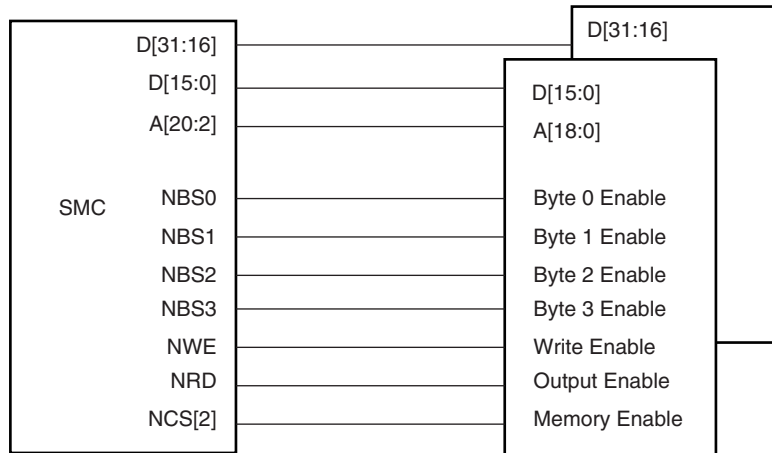 D[31:16] D[31:16]
D[15:0] D[15:0]
A[20:2] A[18:0]
SMC
NBS0 Byte 0 Enable
NBS1 Byte 1 Enable
NBS2 Byte 2 Enable
NBS3 Byte 3 Enable
NWE Write Enable
NRD Output Enable
NCS[2] Memory Enable